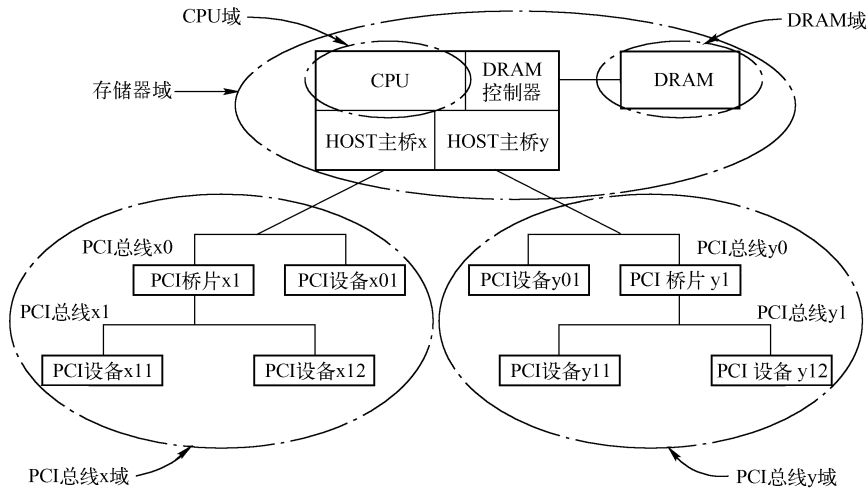 CPU域
DRAM域
存储器域
CPU
DRAM
控制器
DRAM
HOST主桥x
HOST主桥y
PCI总线x0
PCI总线y0
PCI桥片x1
PCI设备x01
PCI设备y01
PCI 桥片 y1
PCI总线x1
PCI总线y1
PCI设备x11
PCI设备x12
PCI设备y11
PCI 设备 y12
PCI总线x域
PCI总线y域